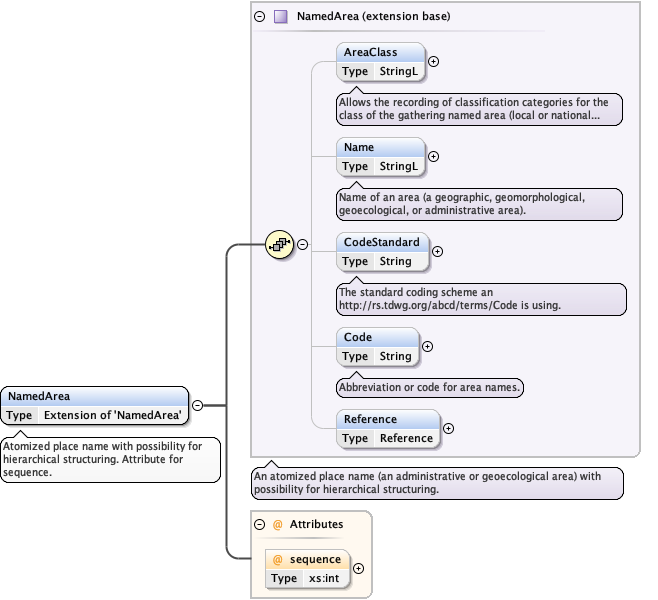 NamedArea (extension base)
AreaClass
Type StringL
Allows the recording of classification categories for the
class of the gathering named area (local or national...
Name
Type StringL
Name of an area (a geographic, geomorphological,
geoecological, or administrative area).
CodeStandard
Type String
The standard coding scheme an
http://rs.tdwg.org/abcd/terms/Code is using.
Code
Type String
Abbreviation or code for area names.
Reference
Type Reference
NamedArea
Type Extension of 'NamedArea'
Atomized place name with possibility for
hierarchical structuring. Attribute for
sequence.
An atomized place name (an administrative or geoecological area) with
possibility for hierarchical structuring.
@ Attributes
@ sequence
Type xs:int